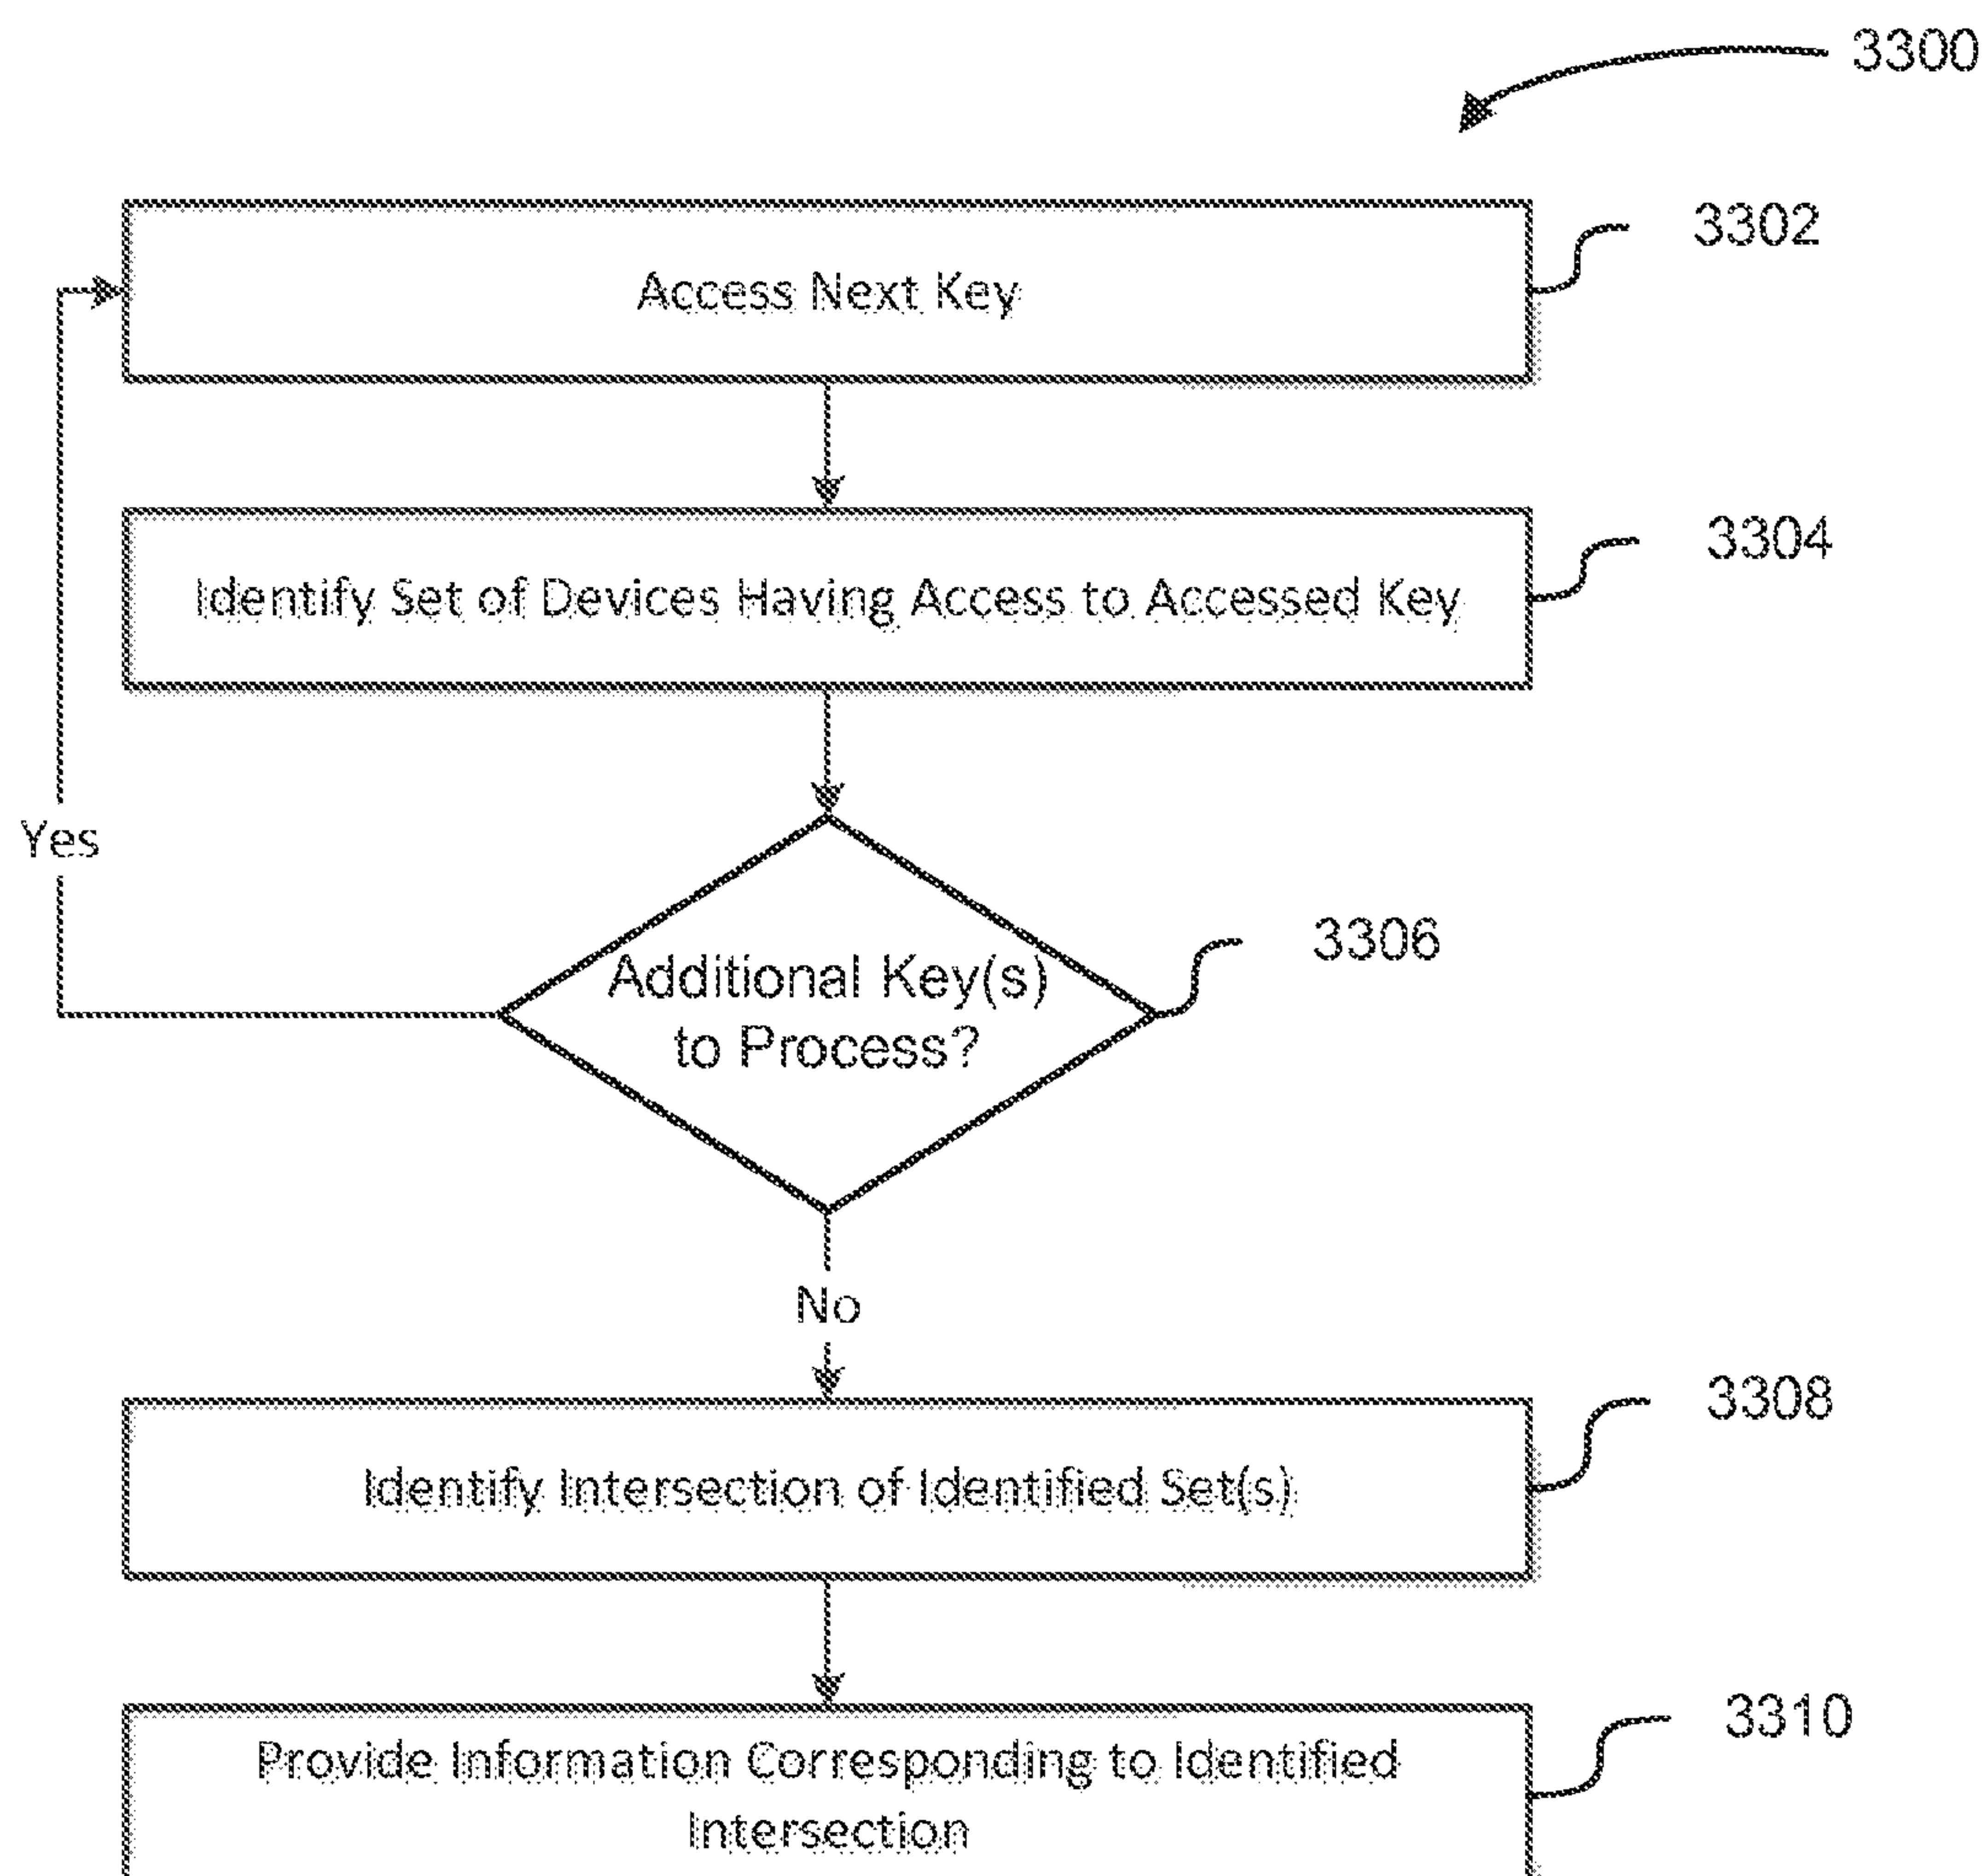 3300
3302
Access Next Key
3304
Identify Set of Devices Having Access to Accessed Key
Yes
3306
Additional Key(s)
to Process?
No
3308
Identify Intersection of Identified Set(s)
3310
Provide Information Corresponding to Identified
Intersection